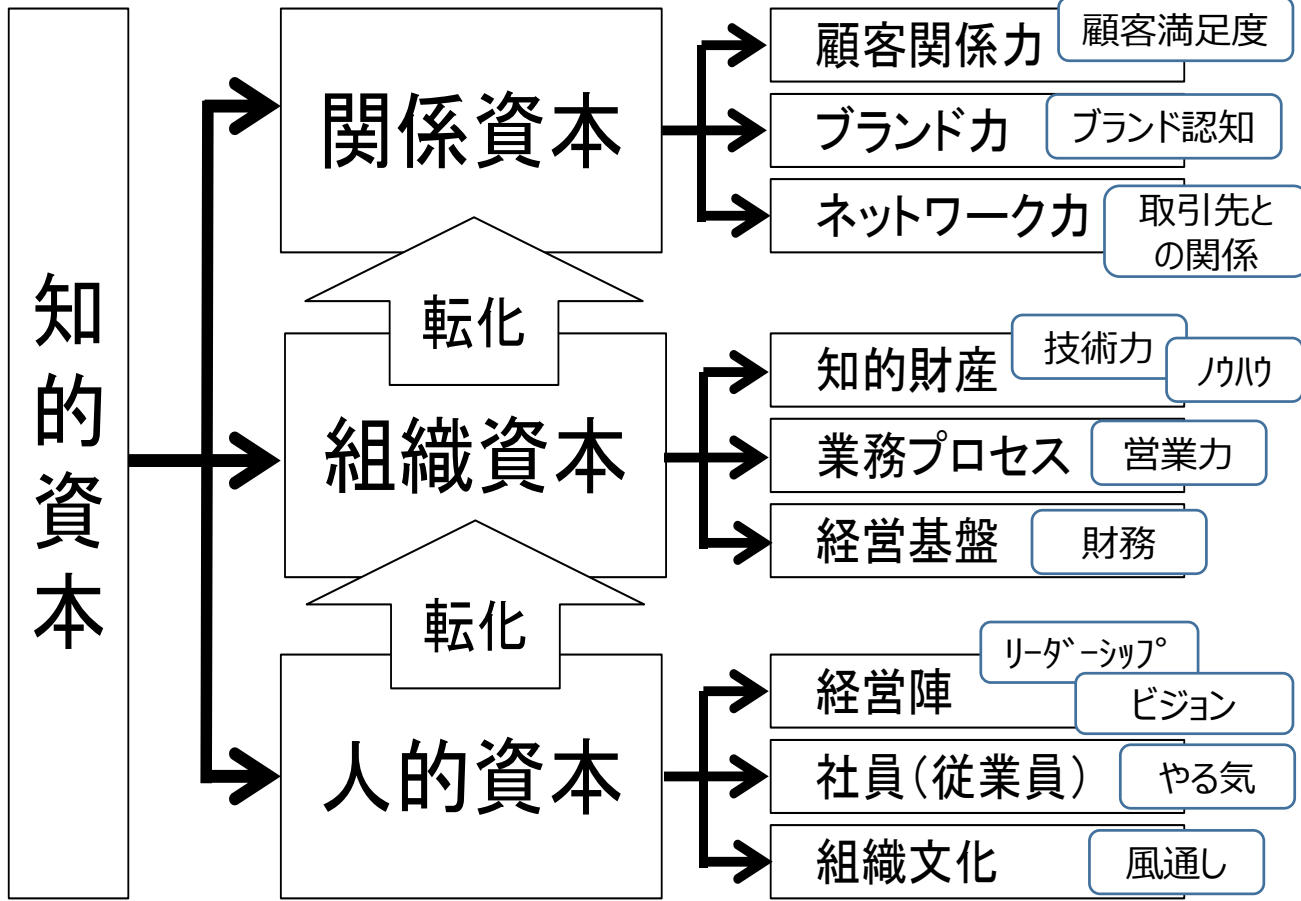 知的資本
関係資本
顧客関係力
顧客満足度
ブランド力
ブランド認知
ネットワーク力
取引先と
の関係
転化
組織資本
知的財産
技術力
ﾉｳﾊｳ
業務プロセス
営業力
経営基盤
財務
転化
人的資本
経営陣
ﾘｰﾀﾞｰｼｯﾌﾟ
ビジョン
社員(従業員)
やる気
組織文化
風通し